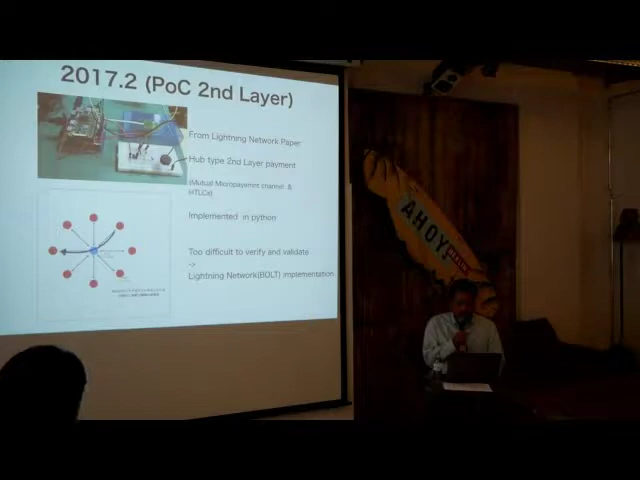 2017.2 (PoC 2nd Layer)
From Lightning Network Paper
Hub type 2nd Layer payment
(Mutual Micropayment channel &
HTLCs)
Implemented in python
Too difficult to verify and validate
->
Lightning Network(BOLT) implementation
AHOY!